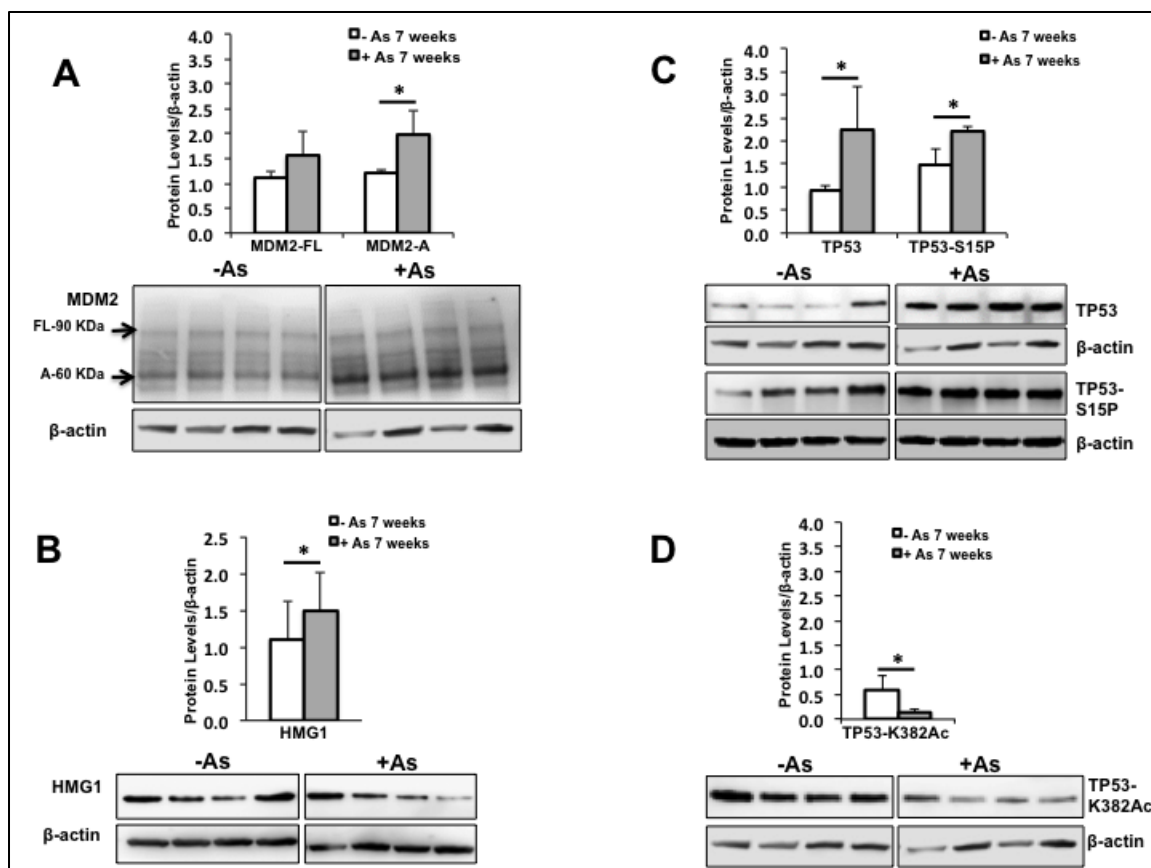 A
- As 7 weeks
+ As 7 weeks
Protein Levels/β-actin
4.0
3.5
3.0
2.5
2.0
1.5
1.0
0.5
0.0
*
MDM2-FL MDM2-A
-As +As
MDM2
FL-90 KDa
A-60 KDa
β-actin
B
- As 7 weeks
+ As 7 weeks
Protein Levels/β-actin
2.5
2.0
1.5
1.0
0.5
0.0
*
HMG1
-As +As
HMG1
β-actin
C
- As 7 weeks
+ As 7 weeks
Protein Levels/β-actin
4.0
3.5
3.0
2.5
2.0
1.5
1.0
0.5
0.0
* *
TP53 TP53-S15P
-As +As
TP53
β-actin
TP53-
S15P
β-actin
D
- As 7 weeks
+ As 7 weeks
Protein Levels/β-actin
4.0
3.5
3.0
2.5
2.0
1.5
1.0
0.5
0.0
*
TP53-K382Ac
-As +As
TP53-
K382Ac
β-actin